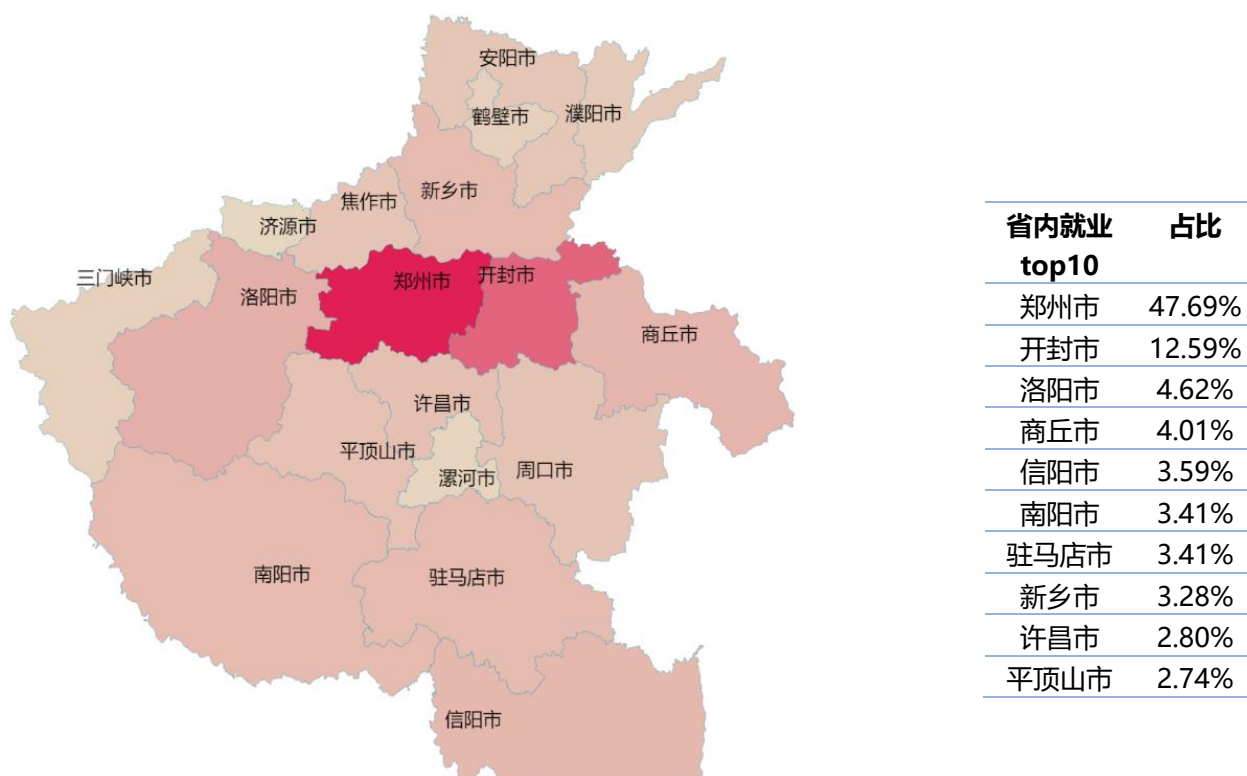 安阳市
鹤壁市
濮阳市
新乡市
焦作市
济源市
三门峡市
洛阳市
郑州市
开封市
商丘市
许昌市
平顶山市
漯河市
周口市
南阳市
驻马店市
信阳市
省内就业 占比
top10
郑州市 47.69%
开封市 12.59%
洛阳市 4.62%
商丘市 4.01%
信阳市 3.59%
南阳市 3.41%
驻马店市 3.41%
新乡市 3.28%
许昌市 2.80%
平顶山市 2.74%